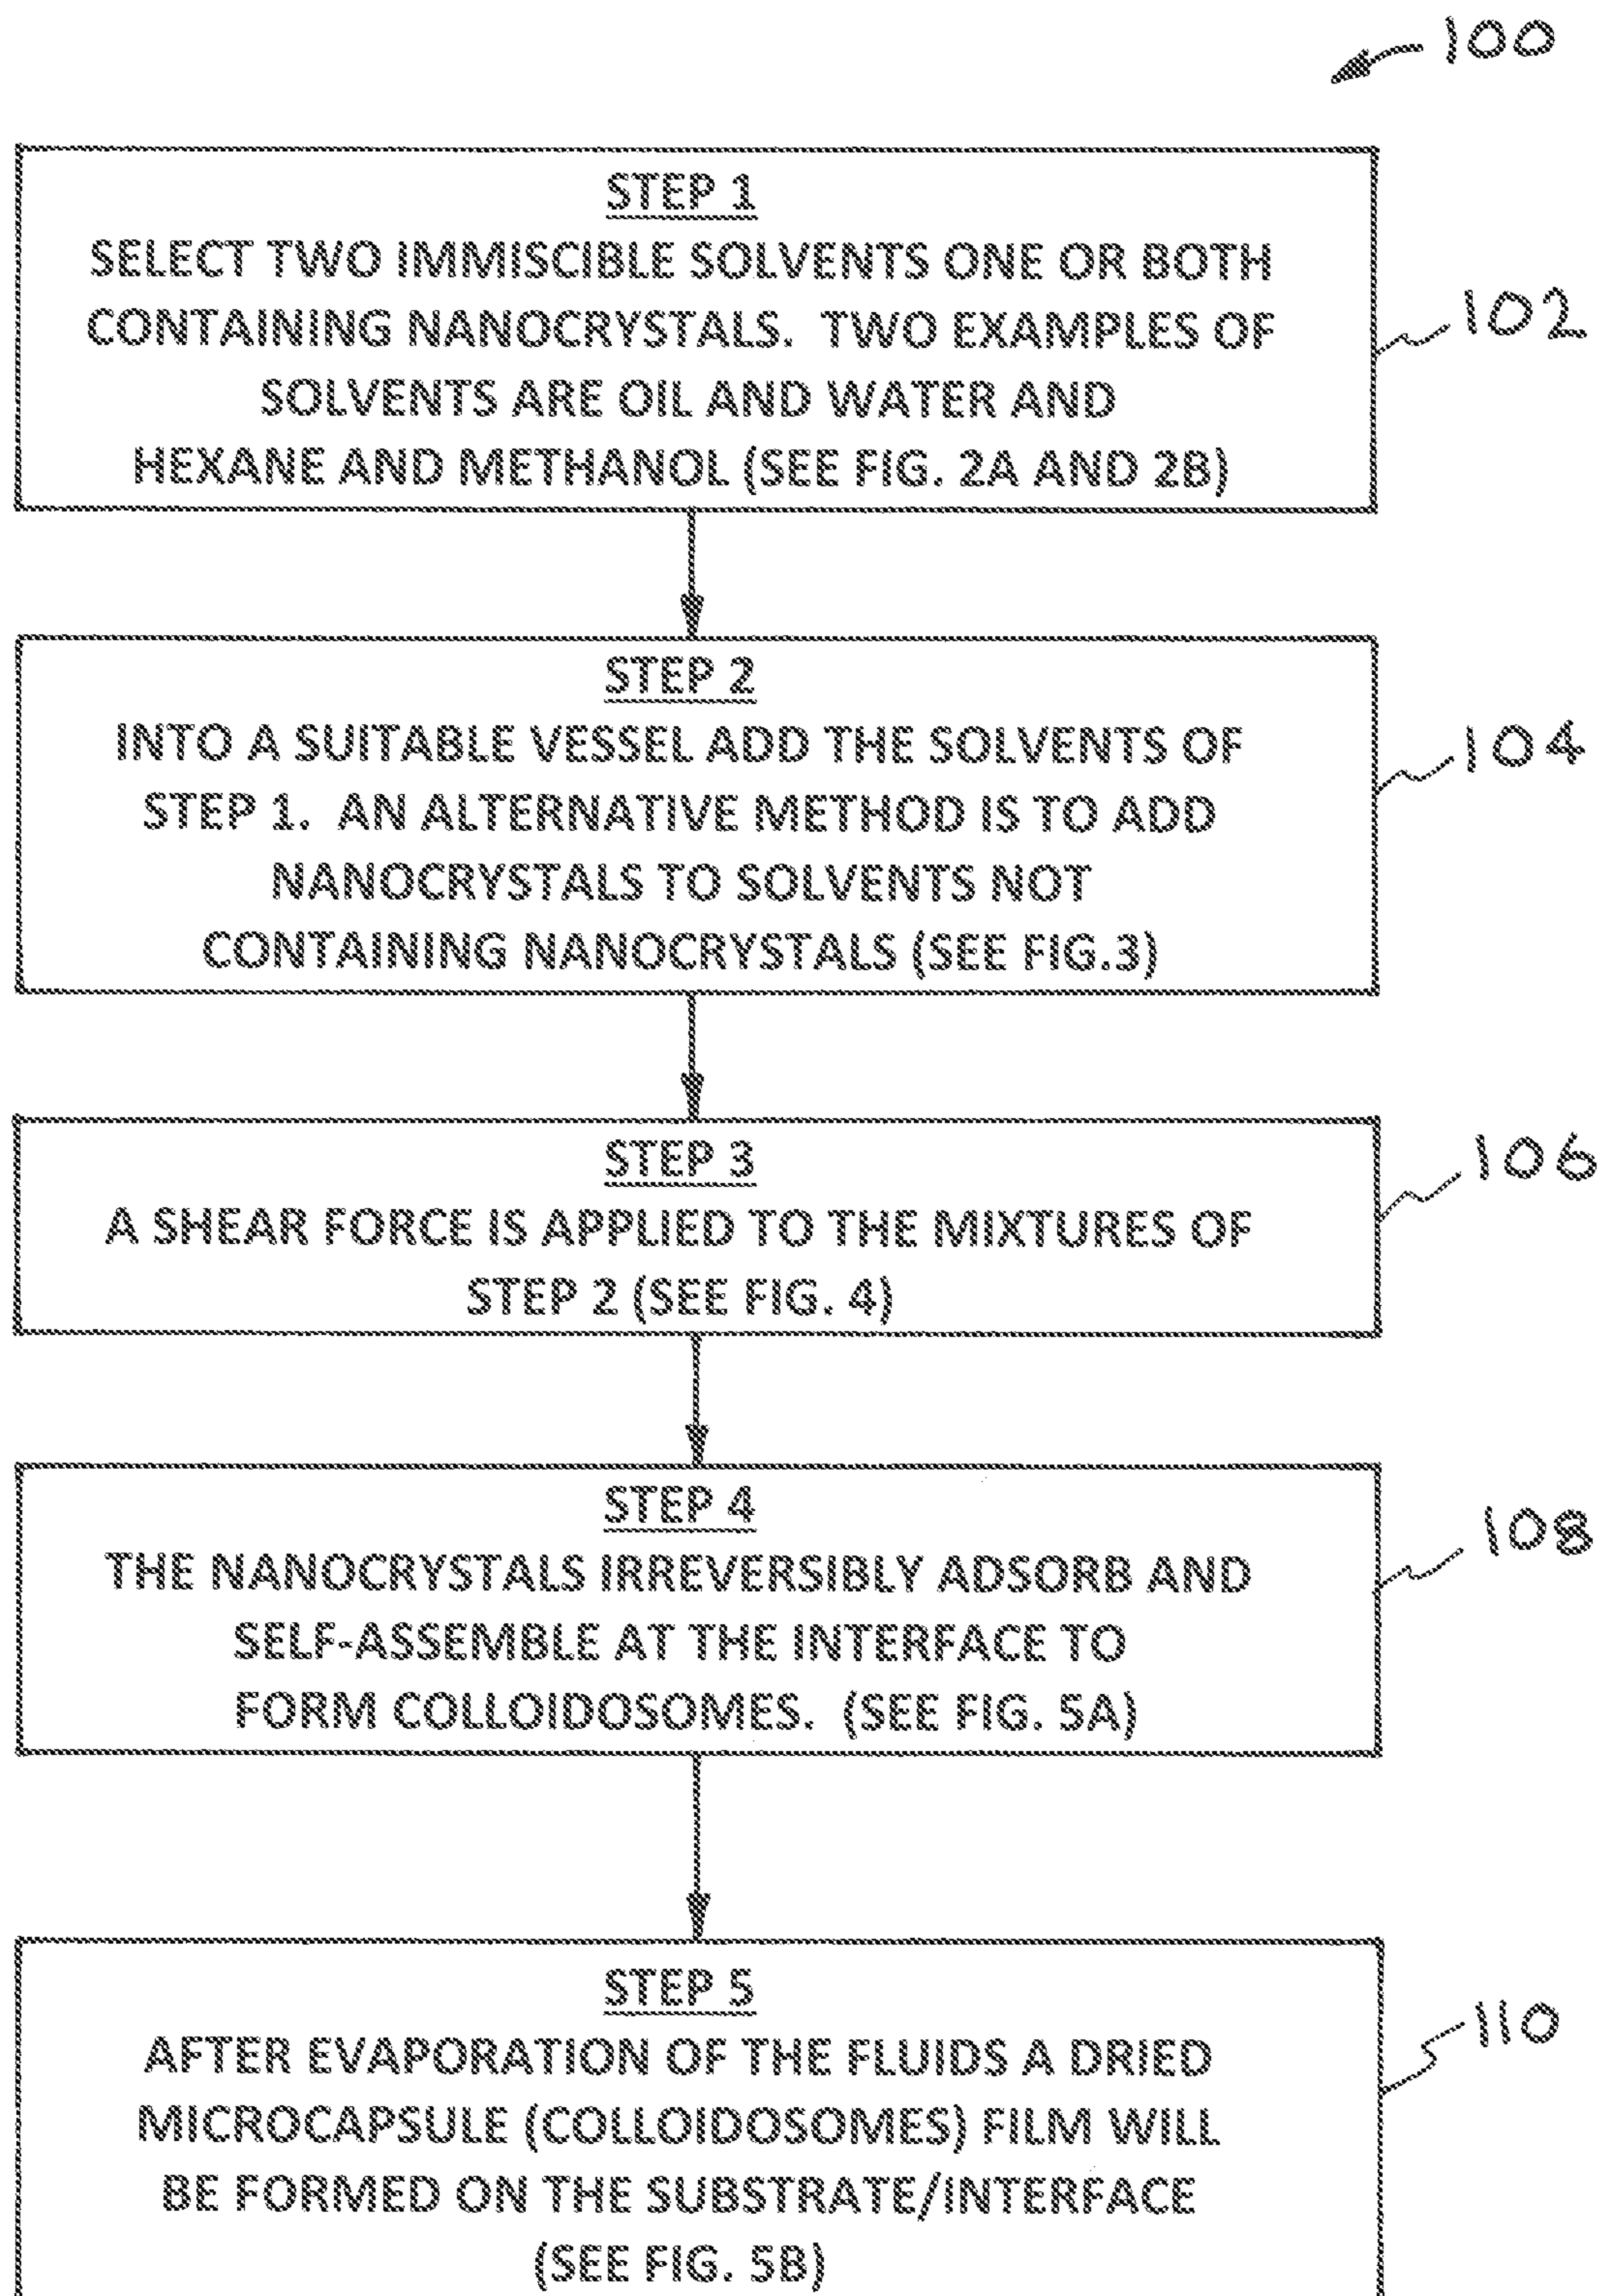 100
STEP 1
SELECT TWO IMMISCIBLE SOLVENTS ONE OR BOTH
CONTAINING NANOCRYSTALS. TWO EXAMPLES OF
SOLVENTS ARE OIL AND WATER AND
HEXANE AND METHANOL (SEE FIG. 2A AND 2B)
102
STEP 2
INTO A SUITABLE VESSEL ADD THE SOLVENTS OF
STEP 1. AN ALTERNATIVE METHOD IS TO ADD
NANOCRYSTALS TO SOLVENTS NOT
CONTAINING NANOCRYSTALS (SEE FIG.3)
104
STEP 3
A SHEAR FORCE IS APPLIED TO THE MIXTURES OF
STEP 2 (SEE FIG. 4)
106
STEP 4
THE NANOCRYSTALS IRREVERSIBLY ADSORB AND
SELF-ASSEMBLE AT THE INTERFACE TO
FORM COLLOIDOSOMES. (SEE FIG. 5A)
108
STEP 5
AFTER EVAPORATION OF THE FLUIDS A DRIED
MICROCAPSULE (COLLOIDOSOMES) FILM WILL
BE FORMED ON THE SUBSTRATE/INTERFACE
(SEE FIG. 5B)
110